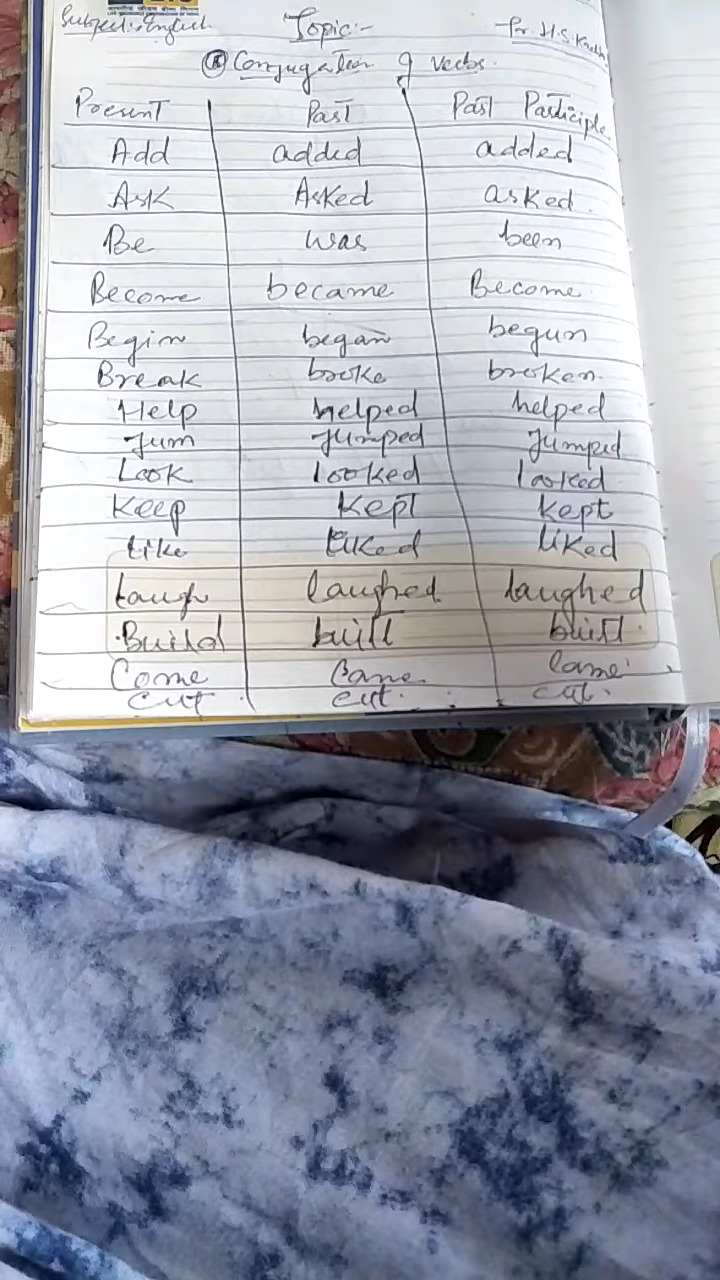 Subject:- English Topic:- Pr. H.S.
Conjugation of verbs.
Present Past Past Participle
Add added added
Ask Asked asked.
Be was been
Become became Become.
Begin began begun
Break broke broken.
Help helped helped
Jum Jumped Jumped
Look looked looked
Keep Kept kept
Like liked liked
laugh laughed laughed
Build built built.
Come Came. Came
cut cut. cut.